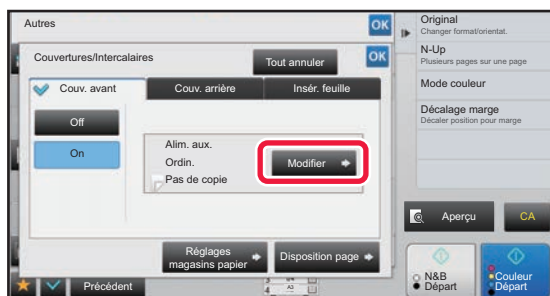 Autres
OK
Couvertures/Intercalaires
Tout annuler
OK
Couv. avant
Couv. arrière
Insér. feuille
Off
On
Alim. aux.
Ordin.
Pas de copie
Modifier
Réglages
magasins papier
Disposition page
Précédent
A3
Original
Changer format/orientat.
N-Up
Plusieurs pages sur une page
Mode couleur
Décalage marge
Décaler position pour marge
Aperçu
CA
N&B
Départ
Couleur
Départ